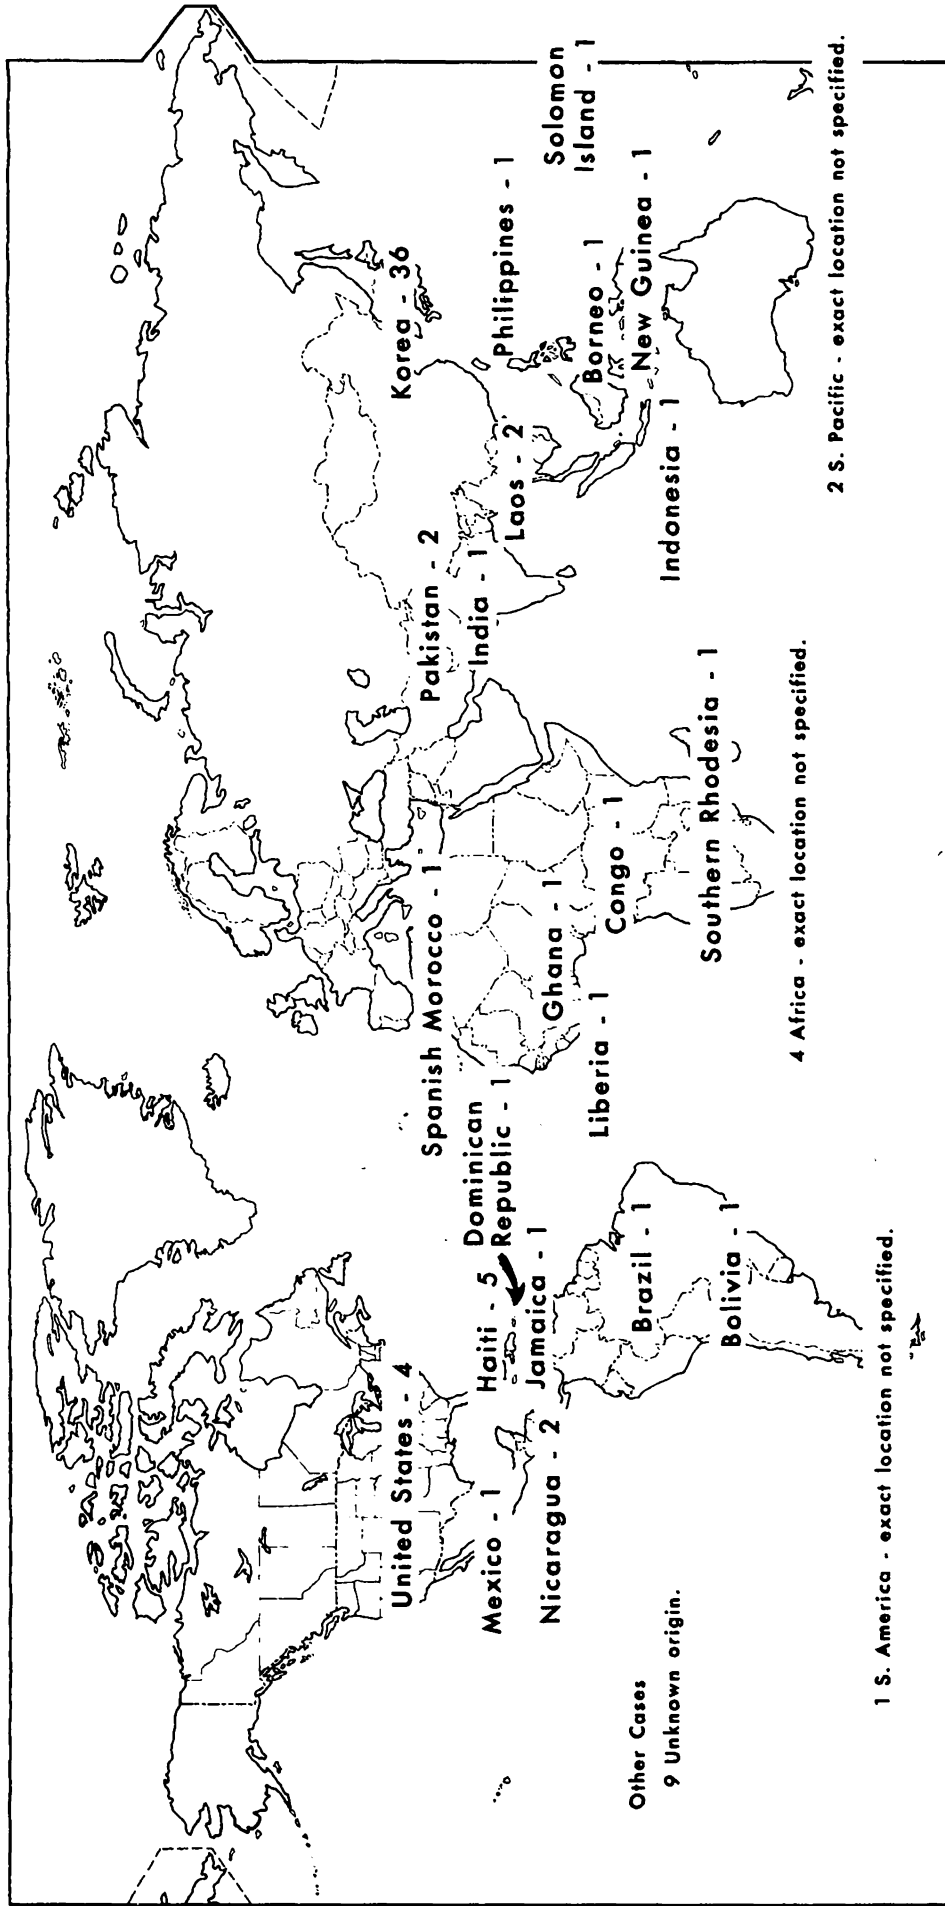 Solomon
Island - 1
Philippines - 1
Korea - 36
Borneo - 1
New Guinea - 1
2 S. Pacific - exact location not specified.
Pakistan - 2
India - 1
Laos - 2
Indonesia - 1
Spanish Morocco - 1
Ghana - 1
Congo - 1
Liberia - 1
Southern Rhodesia - 1
4 Africa - exact location not specified.
United States - 4
Mexico - 1
Haiti - 5
Dominican
Republic - 1
Jamaica - 1
Nicaragua - 2
Brazil - 1
Bolivia - 1
Other Cases
9 Unknown origin.
1 S. America - exact location not specified.